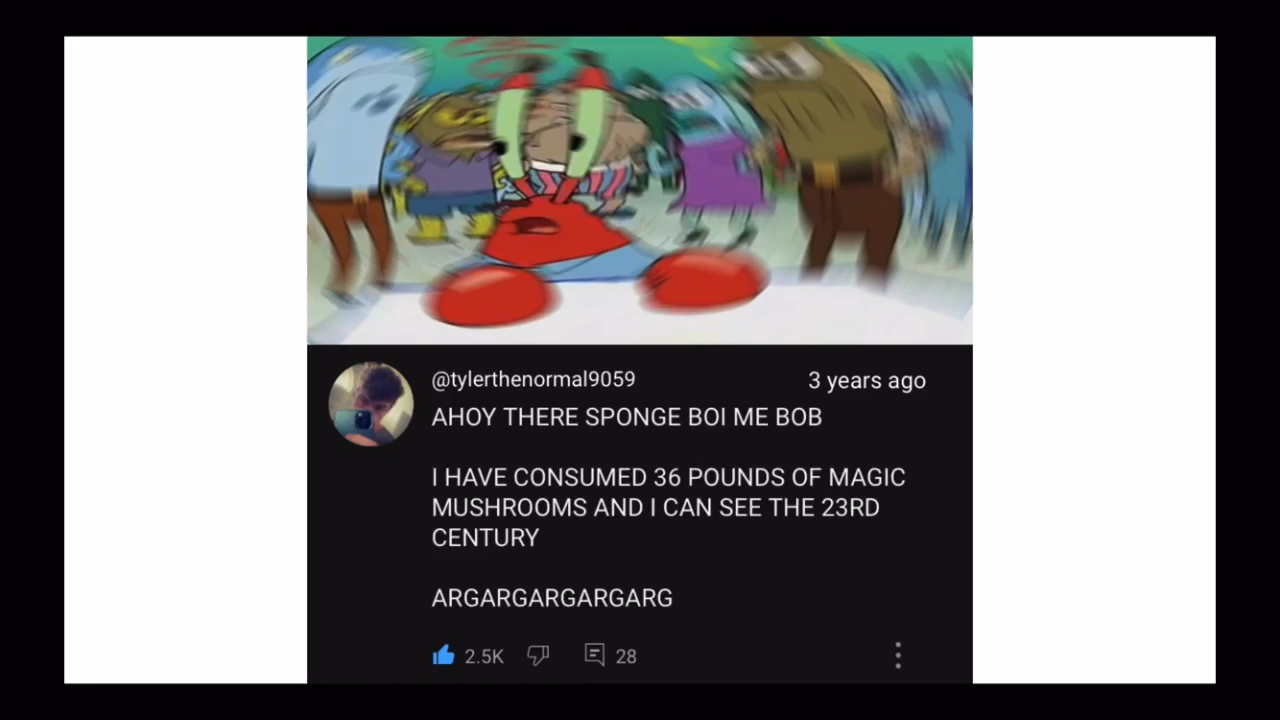 @tylerthenormal9059
3 years ago
AHOY THERE SPONGE BOI ME BOB
I HAVE CONSUMED 36 POUNDS OF MAGIC
MUSHROOMS AND I CAN SEE THE 23RD
CENTURY
ARGARGARGARGARG
2.5K
28